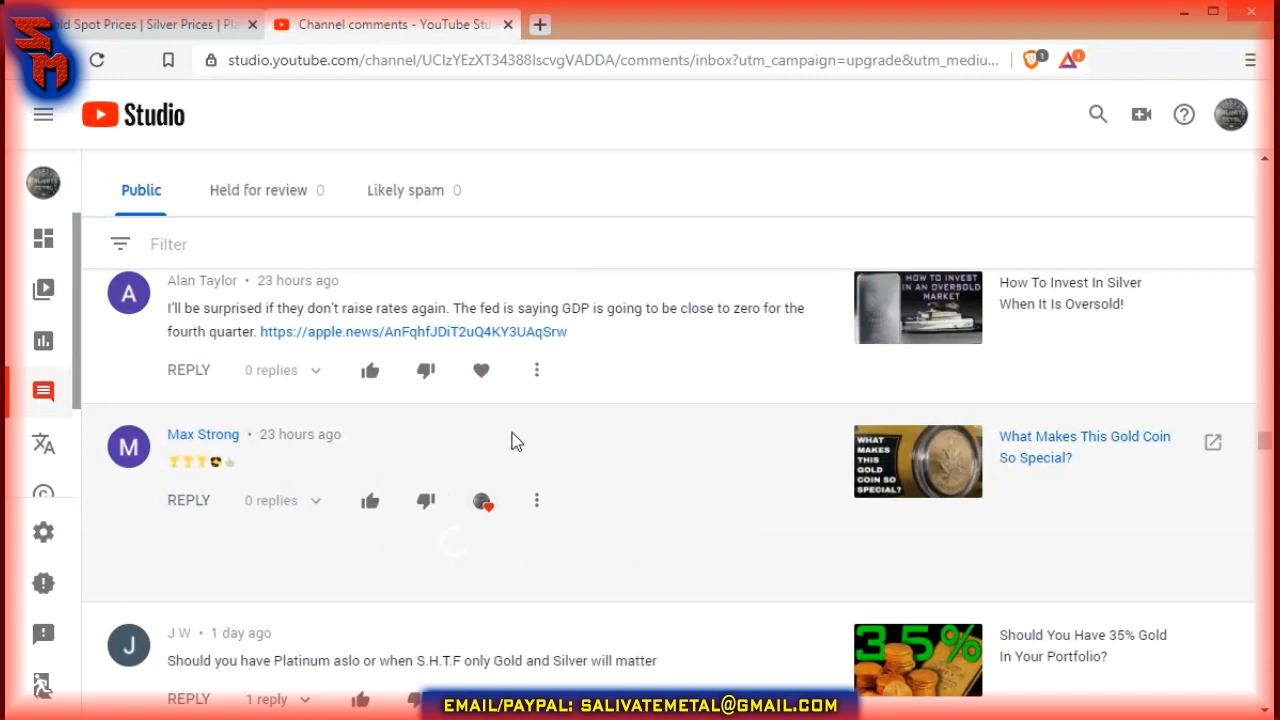 SM
ld Spot Prices | Silver Prices | Pla
Channel comments - YouTube Stu
studio.youtube.com/channel/UCIzYEzXT34388IscvgVADDA/comments/inbox?utm_campaign=upgrade&utm_mediu...
1
1
Studio
Public
Held for review 0
Likely spam 0
Filter
Alan Taylor • 23 hours ago
I'll be surprised if they don't raise rates again. The fed is saying GDP is going to be close to zero for the
fourth quarter. https://apple.news/AnFqhfJDiT2uQ4KY3UAqSrw
REPLY 0 replies
HOW TO INVEST
IN AN OVERSOLD
MARKET
How To Invest In Silver
When It Is Oversold!
M
Max Strong • 23 hours ago
REPLY 0 replies
WHAT
MAKES
THIS
GOLD
COIN SO
SPECIAL?
What Makes This Gold Coin
So Special?
A
J
J W • 1 day ago
Should you have Platinum aslo or when S.H.T.F only Gold and Silver will matter
REPLY 1 reply
35%
Should You Have 35% Gold
In Your Portfolio?
EMAIL/PAYPAL: SALIVATEMETAL@GMAIL.COM